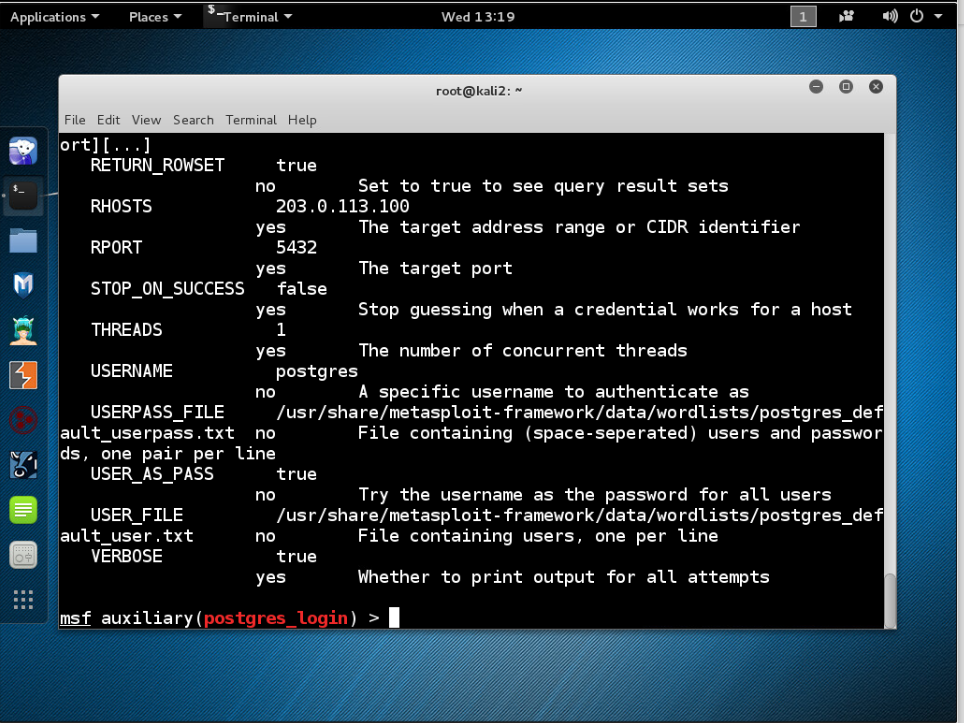 Applications Places Terminal Wed 13:19 1
root@kali2: ~
File Edit View Search Terminal Help
ort][...]
RETURN_ROWSET true
no Set to true to see query result sets
RHOSTS 203.0.113.100
yes The target address range or CIDR identifier
RPORT 5432
yes The target port
STOP_ON_SUCCESS false
yes Stop guessing when a credential works for a host
THREADS 1
yes The number of concurrent threads
USERNAME postgres
no A specific username to authenticate as
USERPASS_FILE /usr/share/metasploit-framework/data/wordlists/postgres_def
ault_userpass.txt no File containing (space-seperated) users and passwor
ds, one pair per line
USER_AS_PASS true
no Try the username as the password for all users
USER_FILE /usr/share/metasploit-framework/data/wordlists/postgres_def
ault_user.txt no File containing users, one per line
VERBOSE true
yes Whether to print output for all attempts
msf auxiliary(postgres_login) >